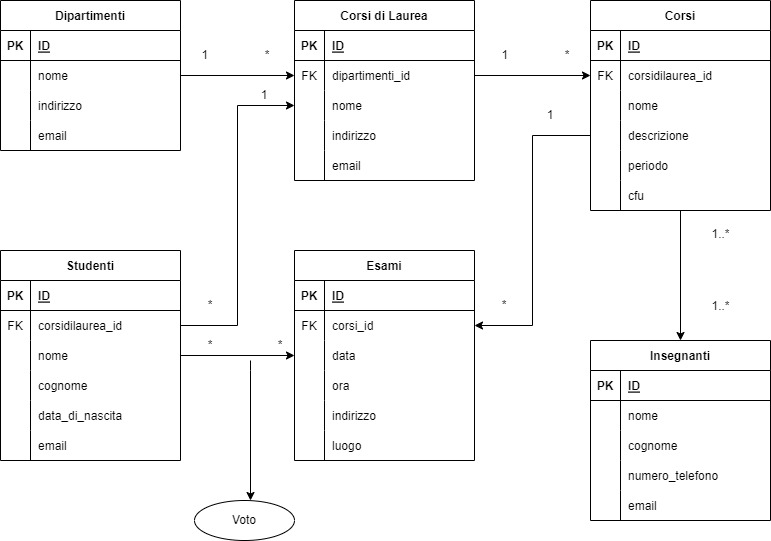 Dipartimenti
PK ID
nome
indirizzo
email
1 *
Corsi di Laurea
PK ID
FK dipartimenti_id
nome
indirizzo
email
1 *
Corsi
PK ID
FK corsidilaurea_id
nome
descrizione
periodo
cfu
1
*
1
*
1..*
1..*
Studenti
PK ID
FK corsidilaurea_id
nome
cognome
data_di_nascita
email
* *
Esami
PK ID
FK corsi_id
data
ora
indirizzo
luogo
Insegnanti
PK ID
nome
cognome
numero_telefono
email
Voto